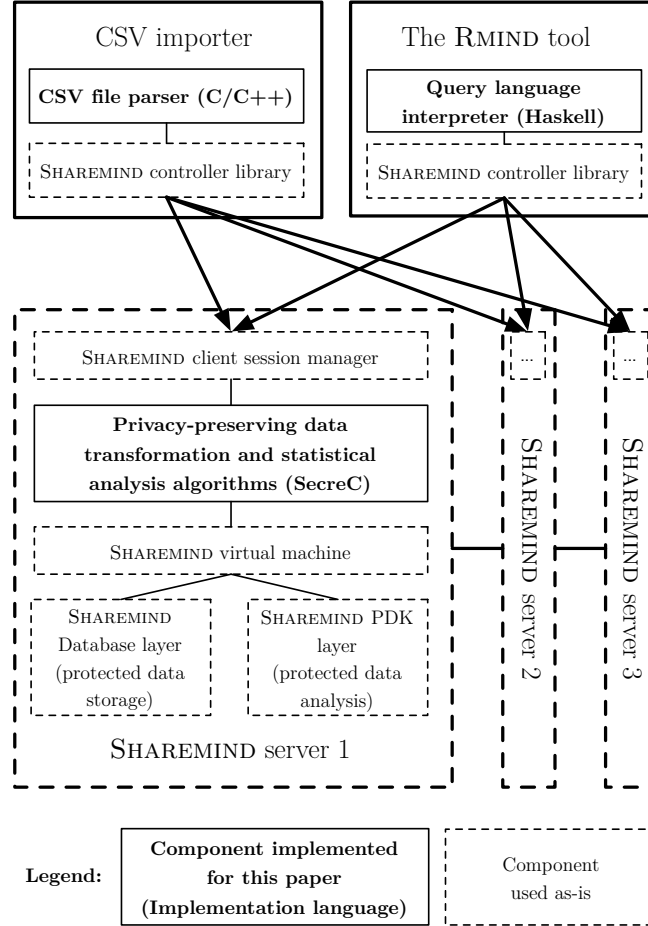 CSV importer
CSV file parser (C/C++)
SHAREMIND controller library
The RMIND tool
Query language
interpreter (Haskell)
SHAREMIND controller library
SHAREMIND client session manager
Privacy-preserving data
transformation and statistical
analysis algorithms (SecreC)
SHAREMIND virtual machine
SHAREMIND
Database layer
(protected data
storage)
SHAREMIND PDK
layer
(protected data
analysis)
SHAREMIND server 1
...
SHAREMIND server 2
...
SHAREMIND server 3
Legend:
Component implemented
for this paper
(Implementation language)
Component
used as-is